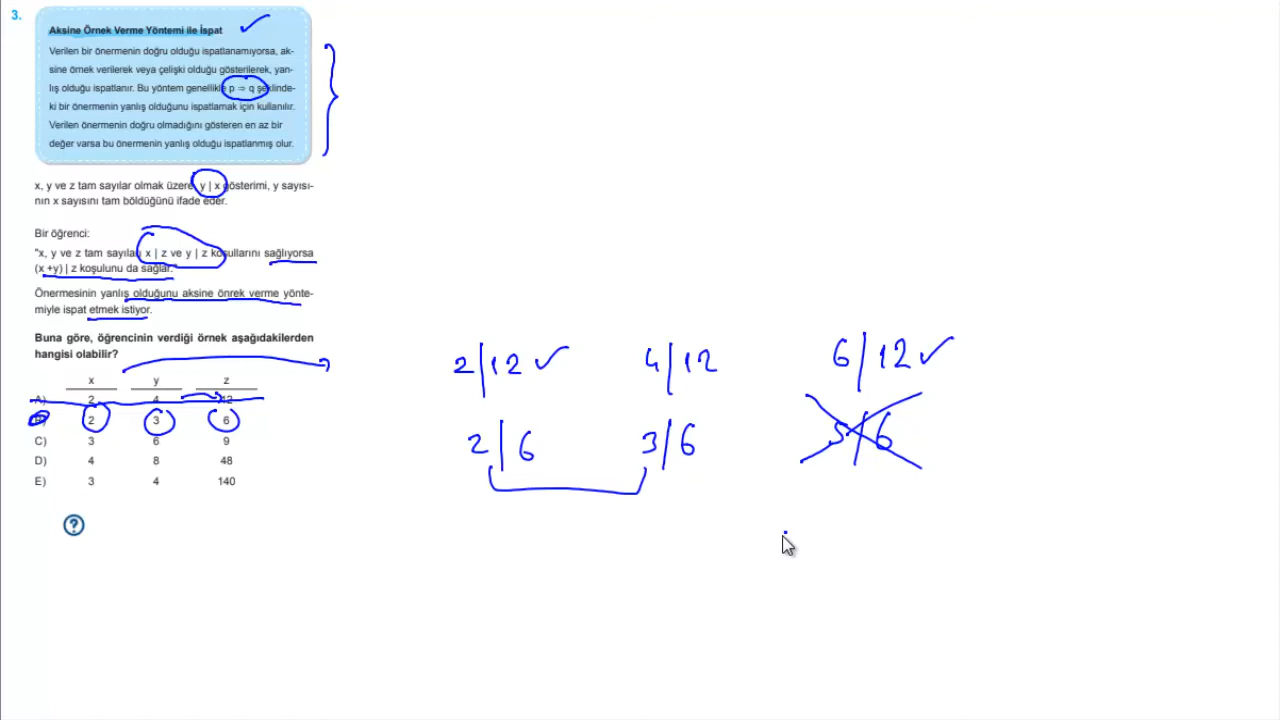 3.
Aksine Örnek Verme Yöntemi ile İspat
Verilen bir önermenin doğru olduğu ispatlanamıyorsa, ak-
sine örnek verilerek veya çelişki olduğu gösterilerek, yan-
lış olduğu ispatlanır. Bu yöntem genellikle p ⇒ q şeklinde-
ki bir önermenin yanlış olduğunu ispatlamak için kullanılır.
Verilen önermenin doğru olmadığını gösteren en az bir
değer varsa bu önermenin yanlış olduğu ispatlanmış olur.
x, y ve z tam sayılar olmak üzere, y | x gösterimi, y sayısı-
nın x sayısını tam böldüğünü ifade eder.
Bir öğrenci:
"x, y ve z tam sayıları x | z ve y | z koşullarını sağlıyorsa
(x +y) | z koşulunu da sağlar."
Önermesinin yanlış olduğunu aksine önrek verme yönte-
miyle ispat etmek istiyor.
Buna göre, öğrencinin verdiği örnek aşağıdakilerden
hangisi olabilir?
x y z
A) 2 4 12
B) 2 3 6
C) 3 6 9
D) 4 8 48
E) 3 4 140
?
2|12 ✓ 4|12 6|12 ✓
2|6 3|6 5|6